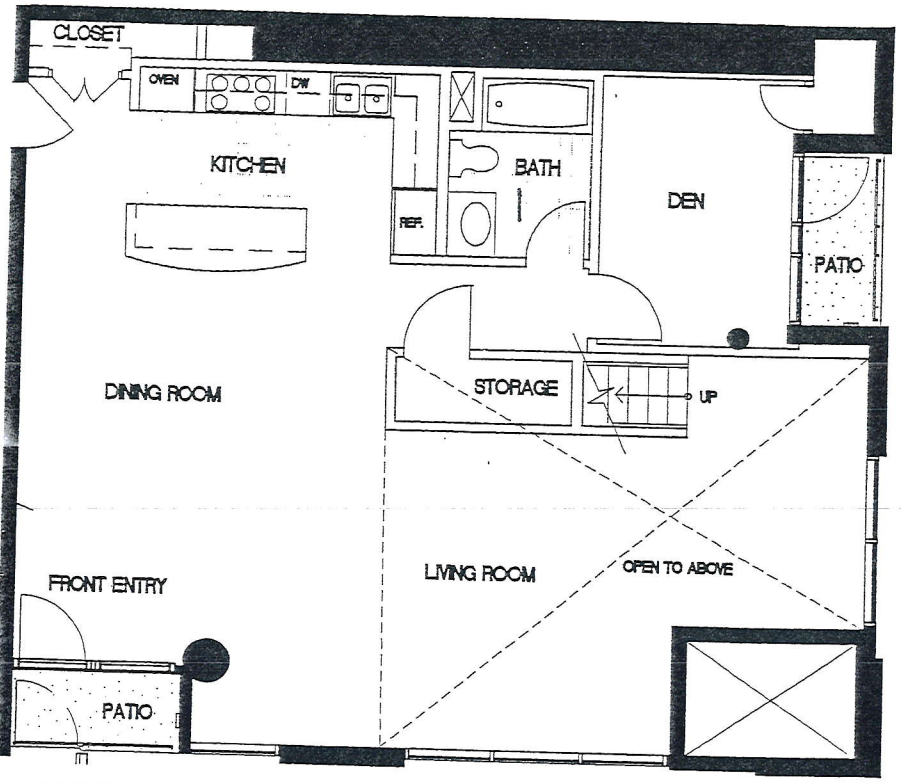 CLOSET
OVEN
DW
KITCHEN
BATH
DEN
REF.
PATIO
DINING ROOM
STORAGE
UP
FRONT ENTRY
LIVING ROOM
OPEN TO ABOVE
PATIO